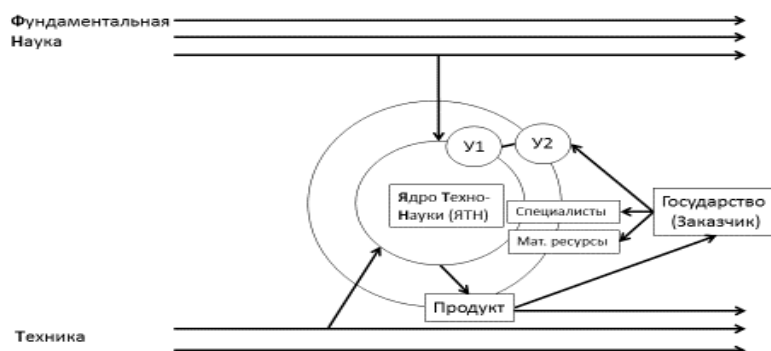 Фундаментальная
Наука
У1
У2
Ядро Техно-
Науки (ЯТН)
Специалисты
Мат. ресурсы
Государство
(Заказчик)
Продукт
Техника